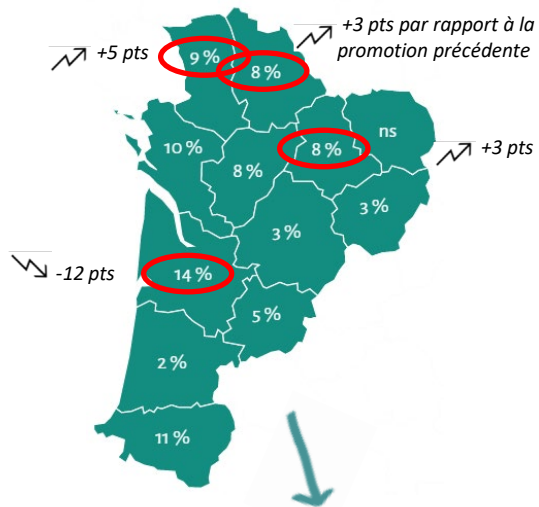 +3 pts par rapport à la
promotion précédente
+5 pts
9 %
8 %
ns
10 %
8 %
8 %
+3 pts
3 %
3 %
-12 pts
14 %
5 %
2 %
11 %